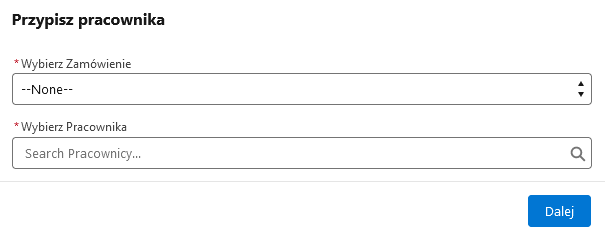 Przypisz pracownika
*Wybierz Zamówienie
--None--
*Wybierz Pracownika
Search Pracownicy...
Dalej